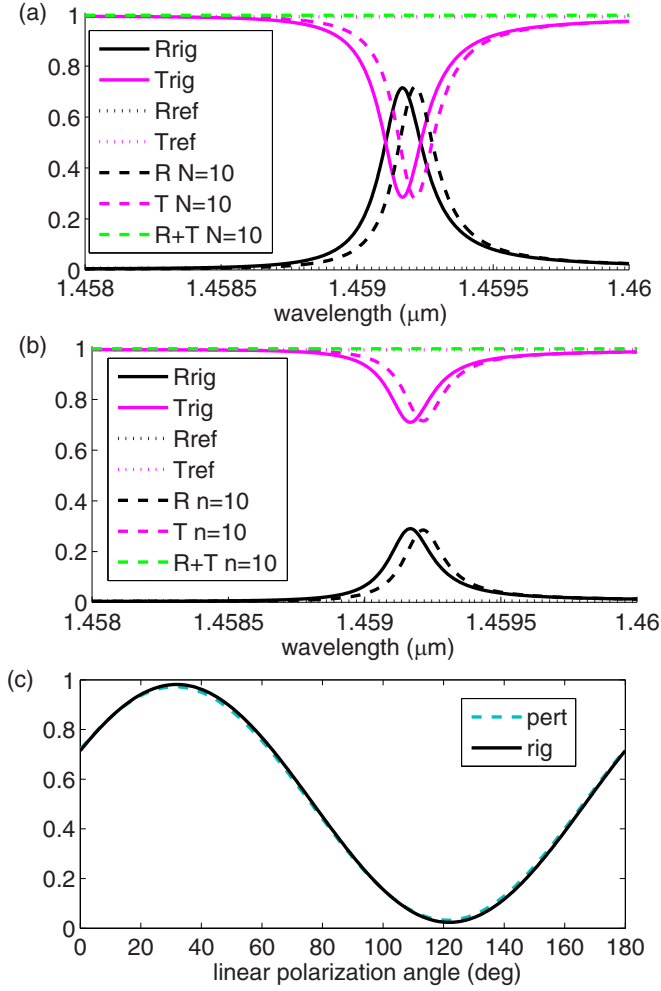 (a)
1
0.8
0.6
0.4
0.2
0
Rrig
Trig
Rref
Tref
R N=10
T N=10
R+T N=10
1.458
1.4585
1.459
1.4595
1.46
wavelength (μm)
(b)
1
0.8
0.6
0.4
0.2
0
Rrig
Trig
Rref
Tref
R n=10
T n=10
R+T n=10
1.458
1.4585
1.459
1.4595
1.46
wavelength (μm)
(c)
1
0.8
0.6
0.4
0.2
0
pert
rig
0
20
40
60
80
100
120
140
160
180
linear polarization angle (deg)